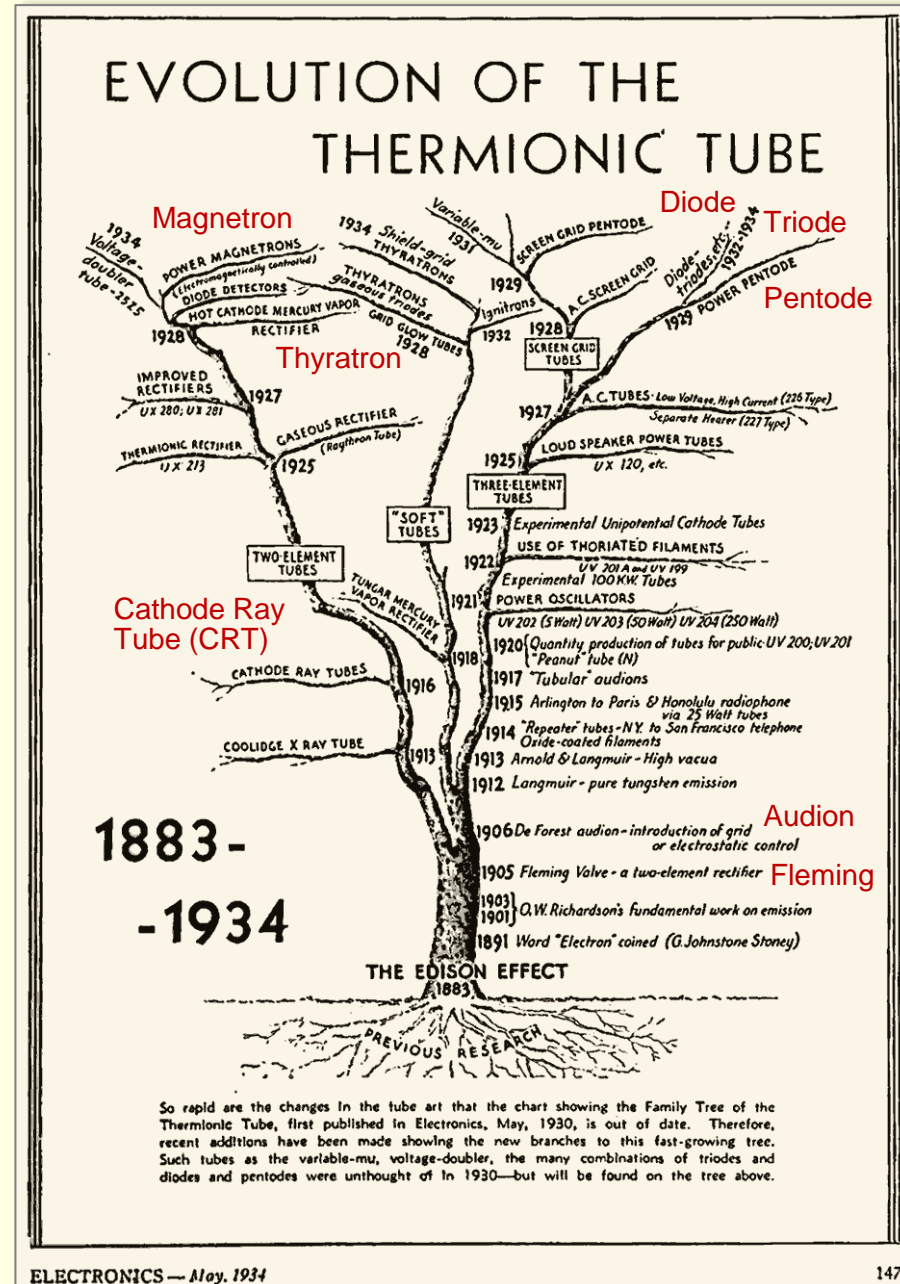 EVOLUTION OF THE
THERMIONIC TUBE
Magnetron
Diode
Triode
Pentode
Thyratron
1934
Voltage-
doubler
tube-25Z5
POWER MAGNETRONS
(Electromagnetically controlled)
DIODE DETECTORS
HOT CATHODE MERCURY VAPOR
RECTIFIER
1928
1934 Shield-grid
THYRATRONS
THYRATRONS
gaseous triodes
GRID GLOW TUBES
1928
Ignitrons
1932
Variable-mu
1931
SCREEN GRID PENTODE
1929
A.C. SCREEN GRID
1928
SCREEN GRID
TUBES
Diode-
triodes, etc.-
1932-1934
1929 POWER PENTODE
IMPROVED
RECTIFIERS
UX 280; UX 281
1927
THERMIONIC RECTIFIER
UX 213
GASEOUS RECTIFIER
(Raytheon Tube)
1925
1927
A.C. TUBES-Low Voltage, High Current (226 Type)
Separate Heater (227 Type)
1925
LOUD SPEAKER POWER TUBES
UX 120, etc.
THREE-ELEMENT
TUBES
"SOFT"
TUBES
TWO-ELEMENT
TUBES
1923 Experimental Unipotential Cathode Tubes
1922
USE OF THORIATED FILAMENTS
UV 201A and UV 199
Experimental 100 KW. Tubes
1921
POWER OSCILLATORS
UV 202 (5 Watt) UV 203 (50 Watt) UV 204 (250 Watt)
TUNGAR MERCURY
VAPOR RECTIFIER
1918
Cathode Ray
Tube (CRT)
CATHODE RAY TUBES
1916
COOLIDGE X RAY TUBE
1913
1920 {Quantity production of tubes for public-UV 200; UV 201
"Peanut" tube (N)
1917 "Tubular" audions
1915 Arlington to Paris & Honolulu radiophone
via 25 Watt tubes
1914 "Repeater" tubes-N.Y. to San Francisco telephone
Oxide-coated filaments
1913 Arnold & Langmuir - High vacua
1912 Langmuir - pure tungsten emission
1906 De Forest audion - introduction of grid
or electrostatic control
Audion
1905 Fleming Valve - a two-element rectifier
Fleming
1903
1901} O.W. Richardson's fundamental work on emission
1891 Word "Electron" coined (G. Johnstone Stoney)
1883-
-1934
THE EDISON EFFECT
1883
PREVIOUS RESEARCH
So rapid are the changes in the tube art that the chart showing the Family Tree of the
Thermionic Tube, first published in Electronics, May, 1930, is out of date. Therefore,
recent additions have been made showing the new branches to this fast-growing tree.
Such tubes as the variable-mu, voltage-doubler, the many combinations of triodes and
diodes and pentodes were unthought of in 1930—but will be found on the tree above.
ELECTRONICS — May, 1934
147